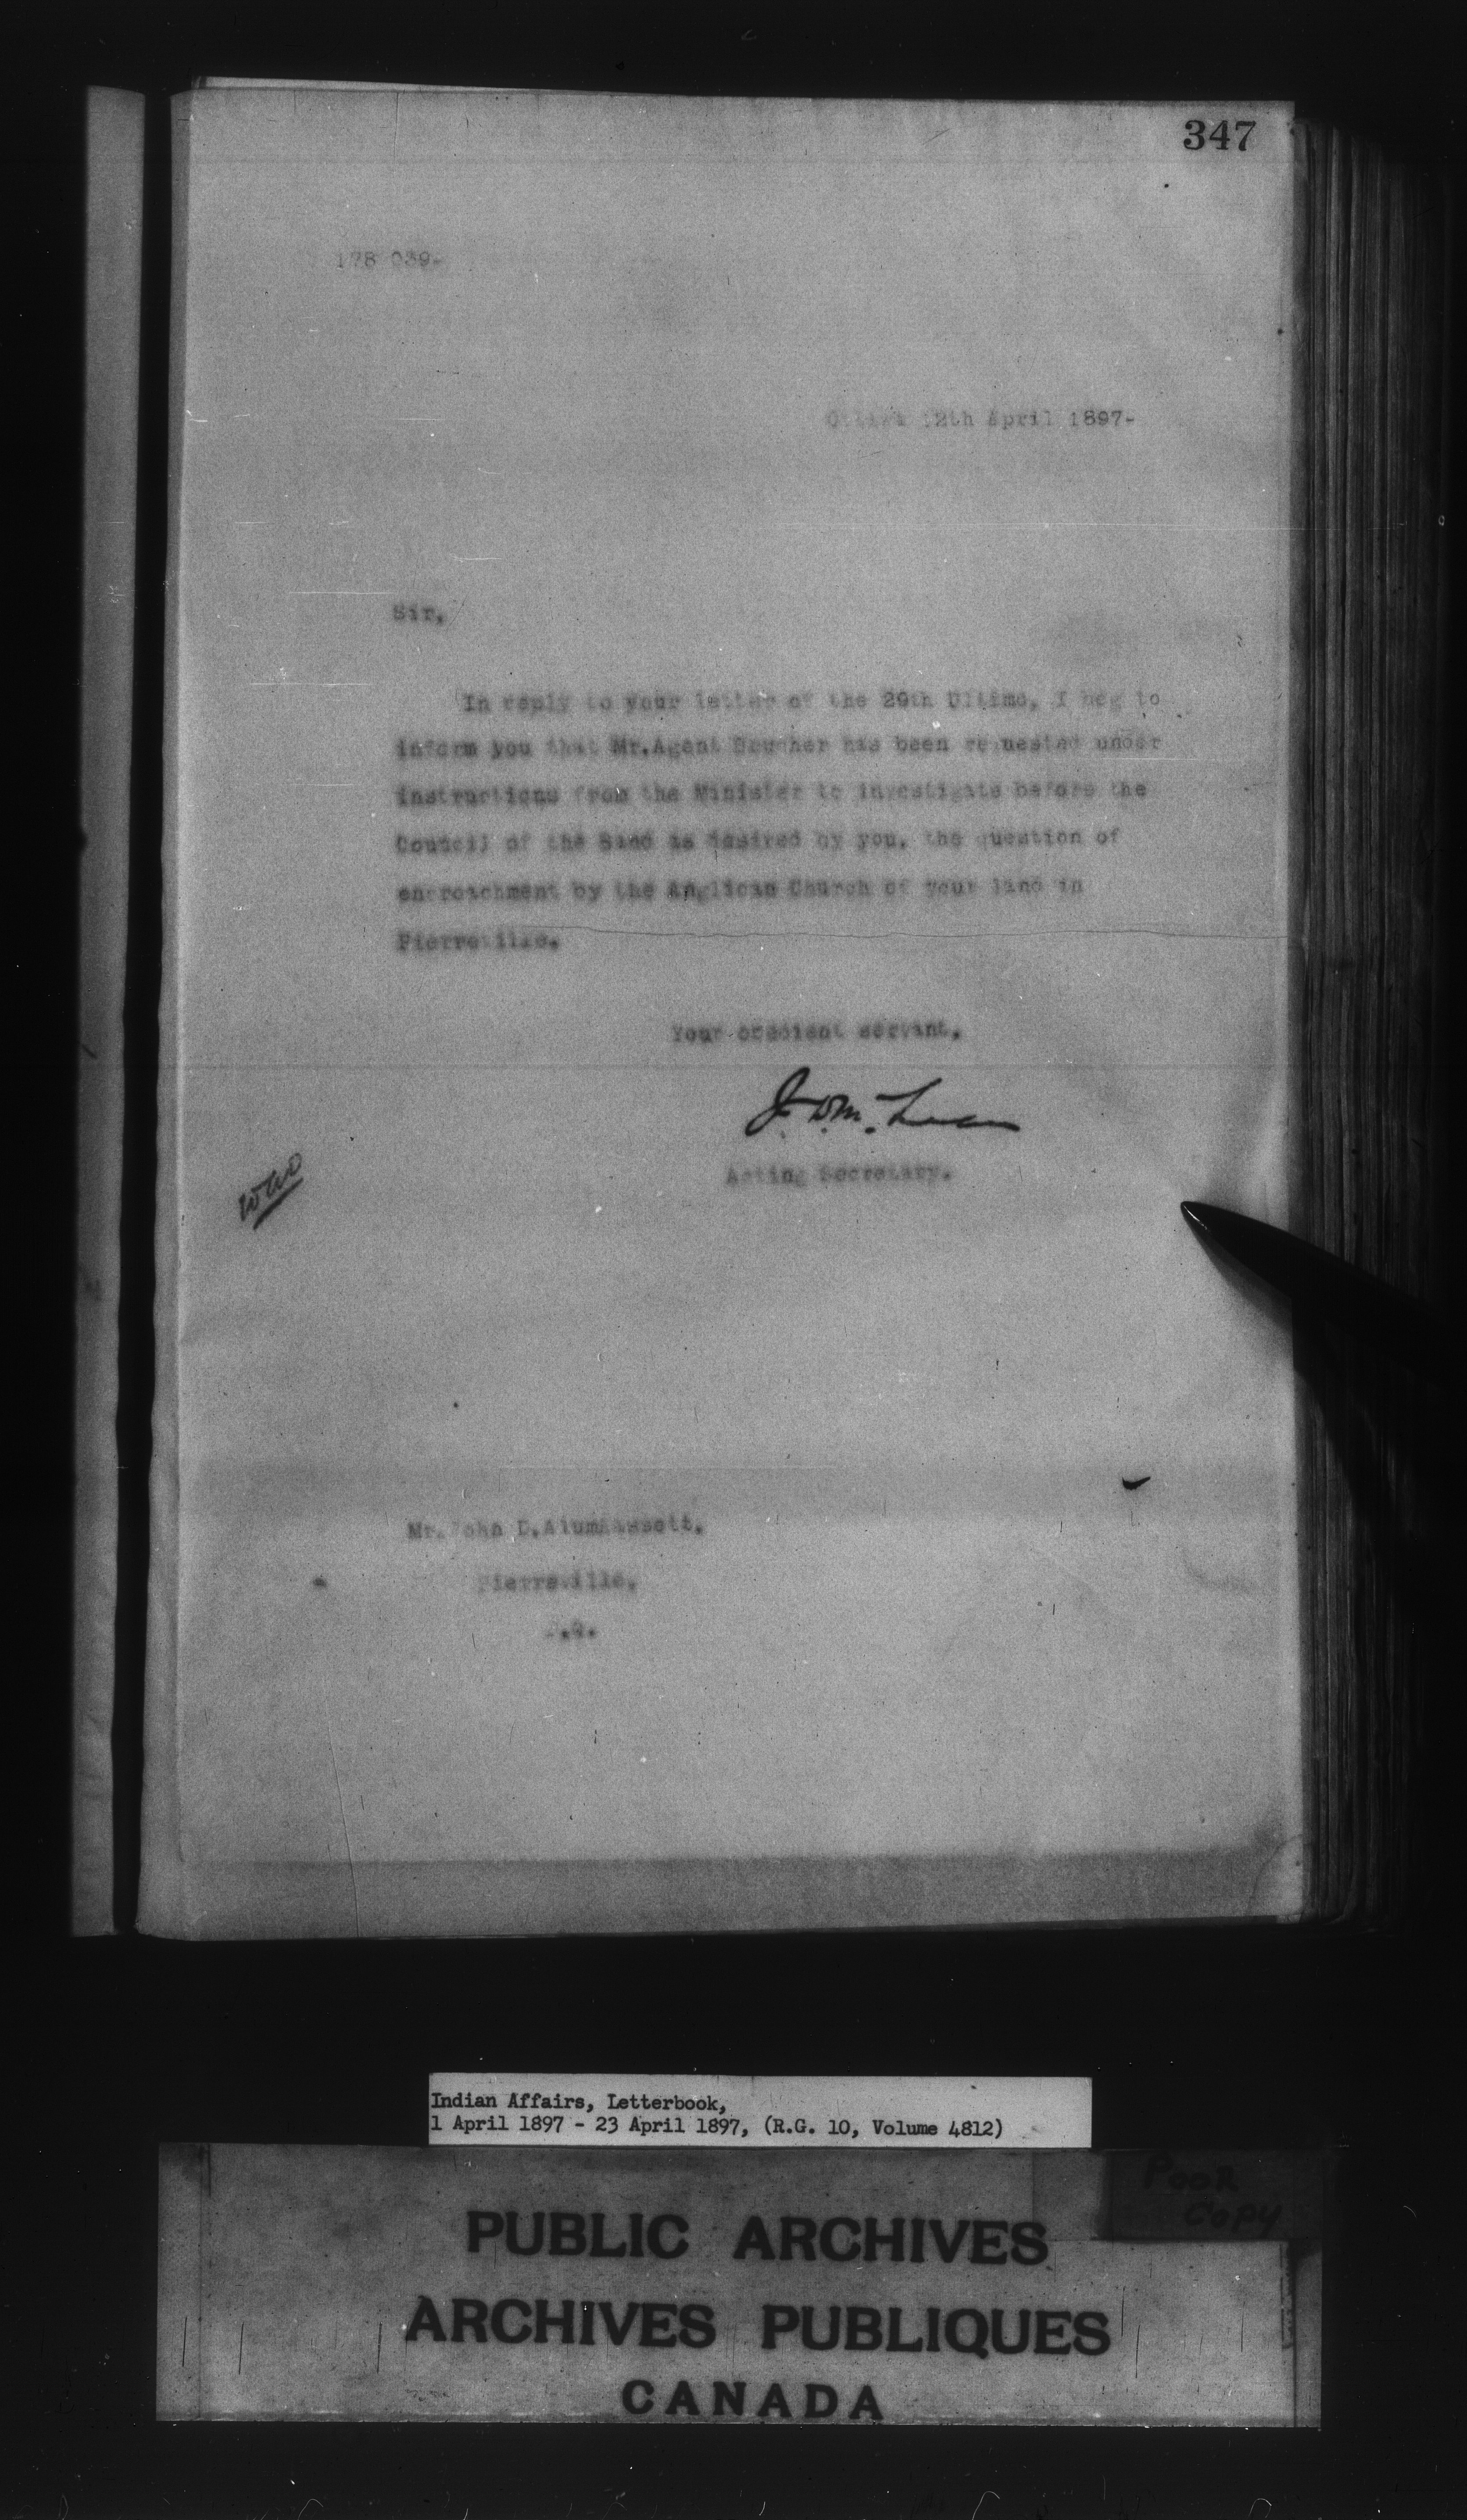 347
178 039-
Ottawa 12th April 1897-
Sir,
In reply to your letter of the 29th Ultimo, I beg to
inform you that Mr. Agent has been requested under
instructions from the Minister to investigate before the
Council of the Band as desired by you, the question of
encroachment by the Anglican Church of your land in
Pierreville.
Your obedient servant,
J. D. McLean
Acting Secretary.
Mr. John D.
Pierreville,
P.Q.
Indian Affairs, Letterbook,
1 April 1897 - 23 April 1897, (R.G. 10, Volume 4812)
POOR
COPY
PUBLIC ARCHIVES
ARCHIVES PUBLIQUES
CANADA